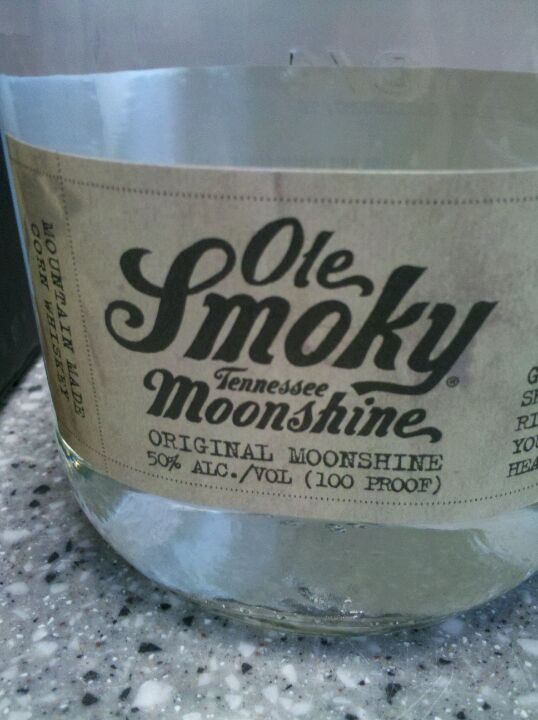 MOUNTAIN MADE
CORN WHISKEY
Ole
Smoky®
Tennessee
Moonshine
ORIGINAL MOONSHINE
50% ALC./VOL (100 PROOF)